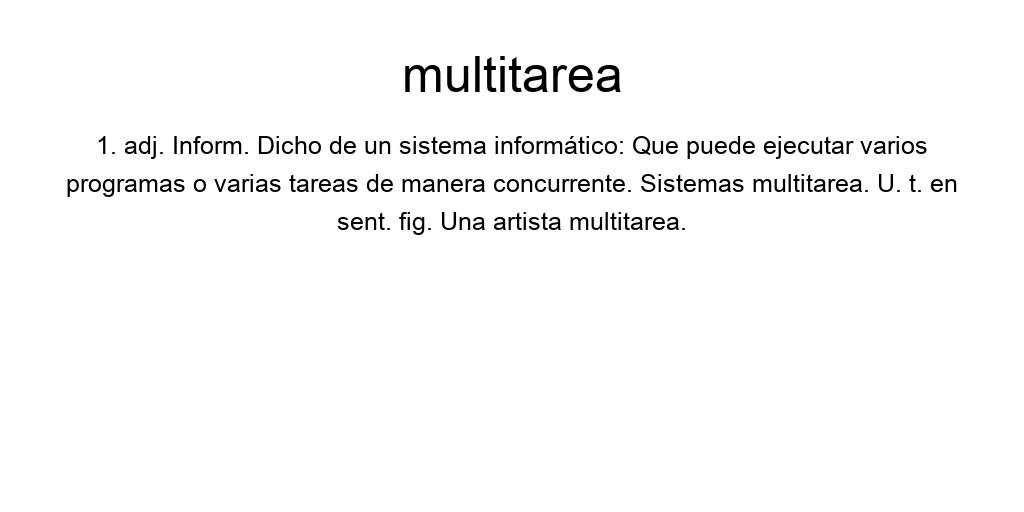 multitarea
1. adj. Inform. Dicho de un sistema informático: Que puede ejecutar varios
programas o varias tareas de manera concurrente. Sistemas multitarea. U. t. en
sent. fig. Una artista multitarea.